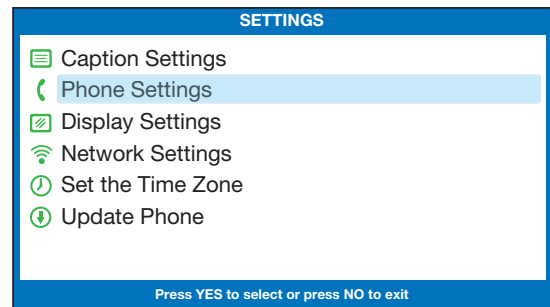 SETTINGS
Caption Settings
Phone Settings
Display Settings
Network Settings
Set the Time Zone
Update Phone
Press YES to select or press NO to exit